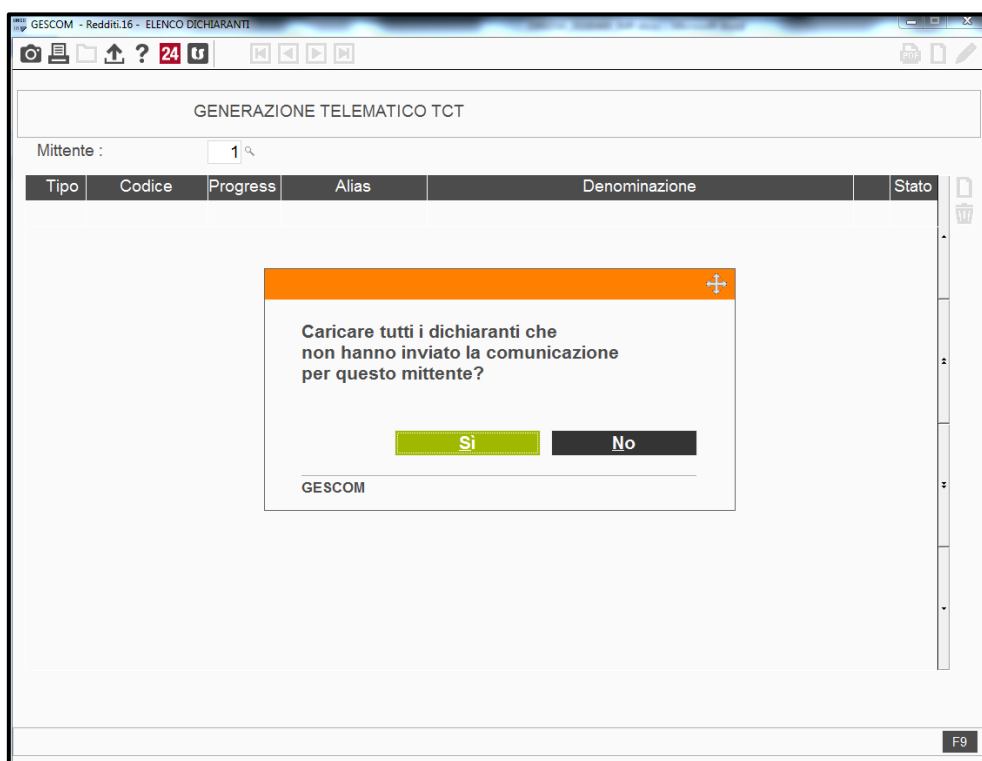 GESCOM - Redditi.16 - ELENCO DICHIARANTI
? 24
PDF
GENERAZIONE TELEMATICO TCT
Mittente : 1
Tipo Codice Progress Alias Denominazione Stato
Caricare tutti i dichiaranti che
non hanno inviato la comunicazione
per questo mittente?
Sì No
GESCOM
F9